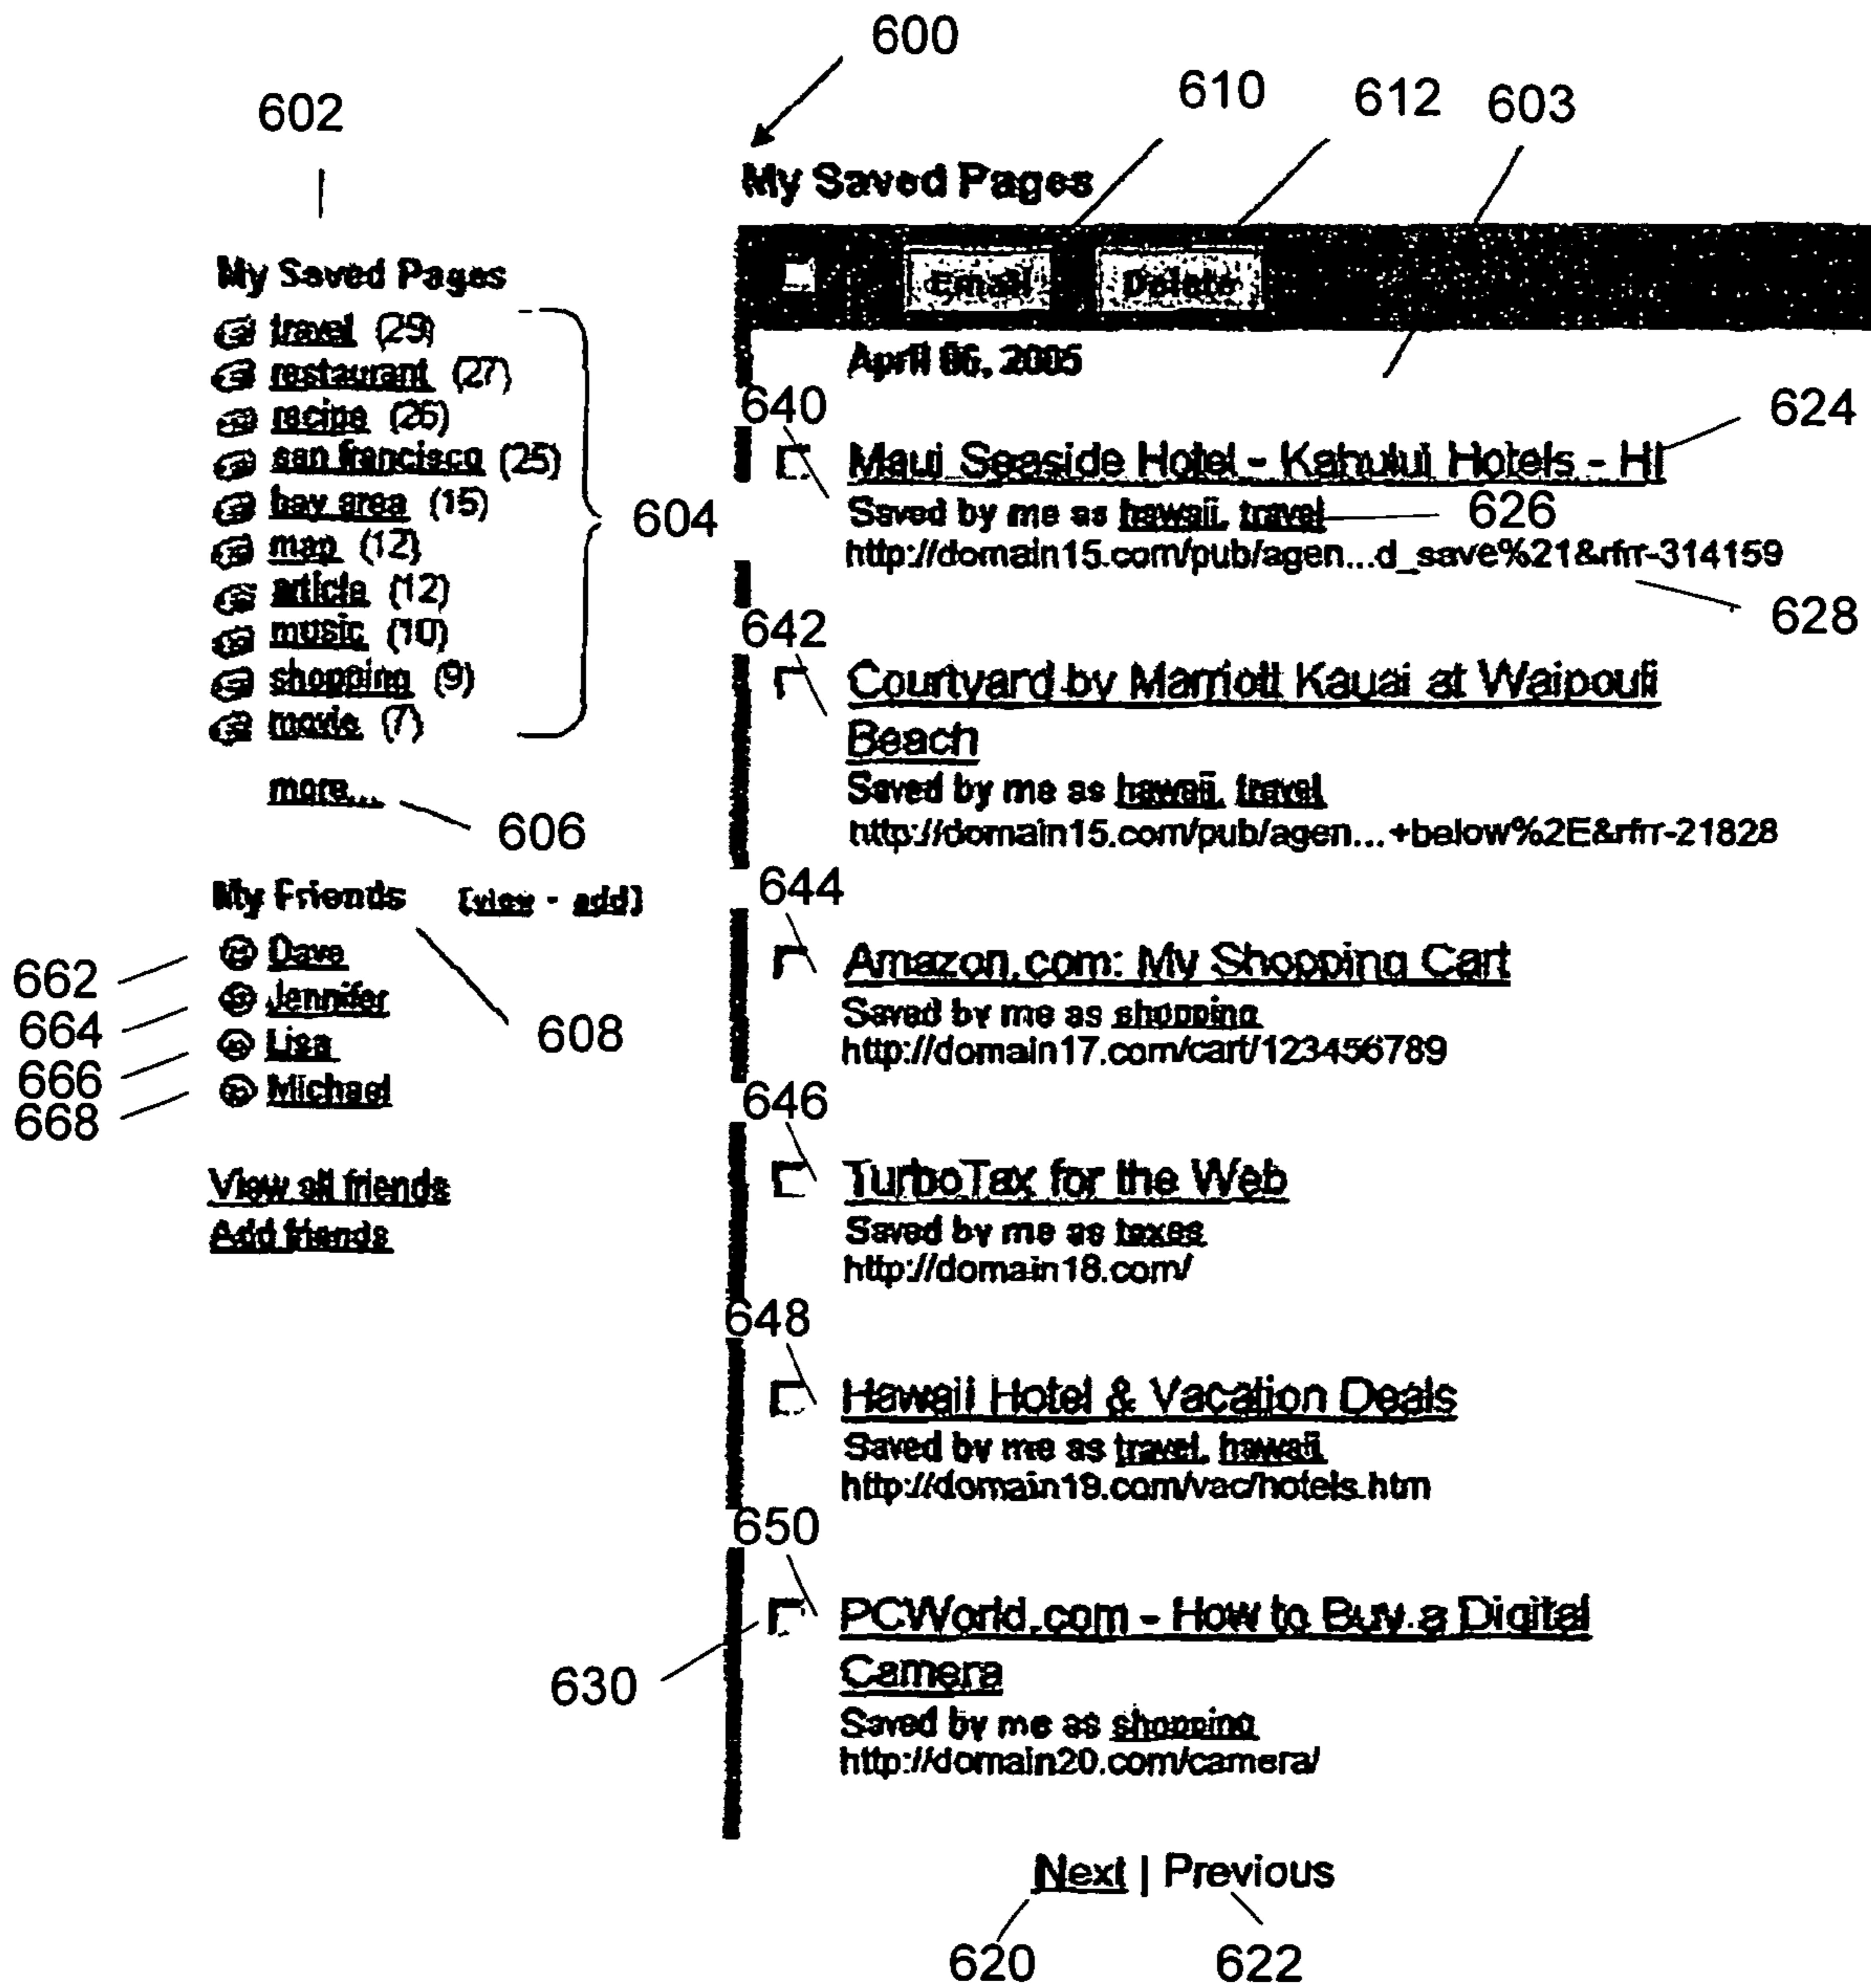 600
610
612
603
602
My Saved Pages
My Saved Pages
Email
Delete
travel (29)
restaurant (27)
recipe (26)
san francisco (25)
bay area (15)
map (12)
article (12)
music (10)
shopping (9)
movie (7)
604
more...
606
My Friends [view - add]
608
662
Dave
664
Jennifer
666
Lisa
668
Michael
View all friends
Add friends
April 06, 2005
640
624
Maui Seaside Hotel - Kahului Hotels - HI
Saved by me as hawaii, travel
626
http://domain15.com/pub/agen...d_save%21&rfrr-314159
628
642
Courtyard by Marriott Kauai at Waipouli
Beach
Saved by me as hawaii, travel
http://domain15.com/pub/agen...+below%2E&rfrr-21828
644
Amazon.com: My Shopping Cart
Saved by me as shopping
http://domain17.com/cart/123456789
646
TurboTax for the Web
Saved by me as taxes
http://domain18.com/
648
Hawaii Hotel & Vacation Deals
Saved by me as travel, hawaii
http://domain19.com/vac/hotels.htm
650
630
PCWorld.com - How to Buy a Digital
Camera
Saved by me as shopping
http://domain20.com/camera/
Next | Previous
620
622